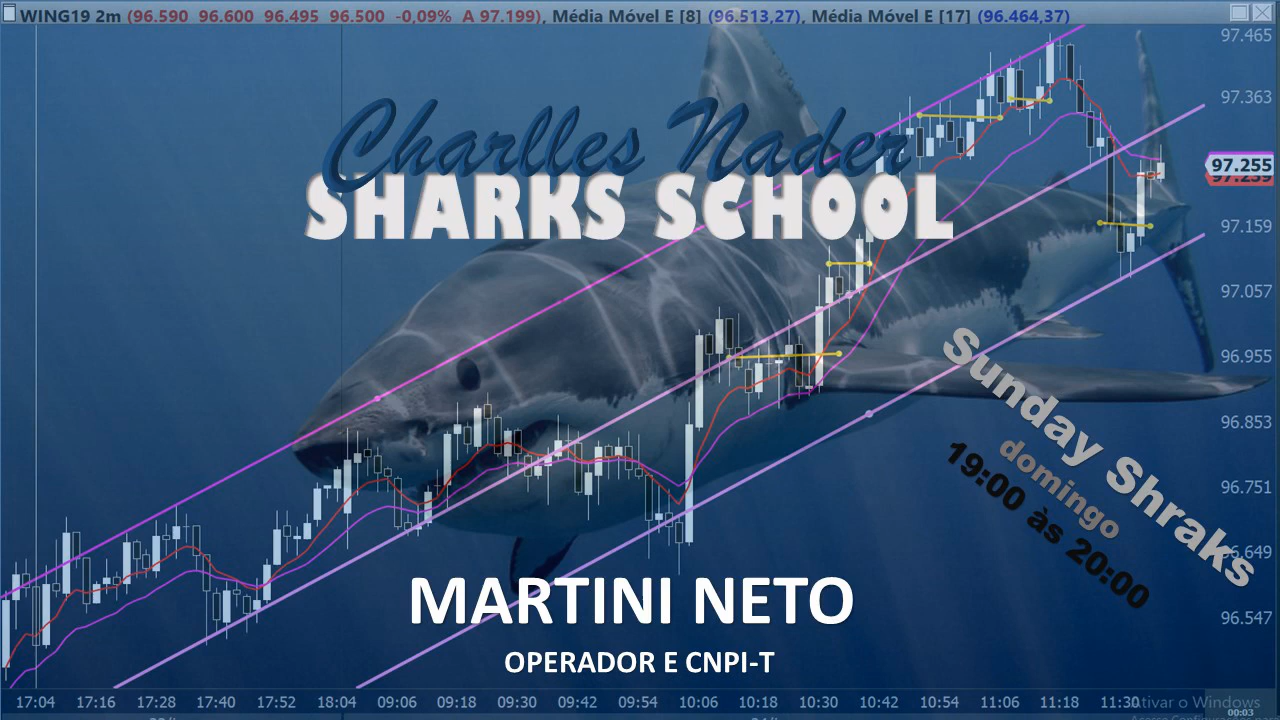 WING19 2m (96.590 96.600 96.495 96.500 -0,09% A 97.199), Média Móvel E [8] (96.513,27), Média Móvel E [17] (96.464,37)
97.465
97.363
Charlles Nader
97.255
SHARKS SCHOOL
97.159
97.057
96.955
96.853
Sunday Shraks
domingo
19:00 às 20:00
96.751
96.649
MARTINI NETO
96.547
OPERADOR E CNPI-T
17:04 17:16 17:28 17:40 17:52 18:04 09:06 09:18 09:30 09:42 09:54 10:06 10:18 10:30 10:42 10:54 11:06 11:18 11:30
Ativar o Windows
00:03